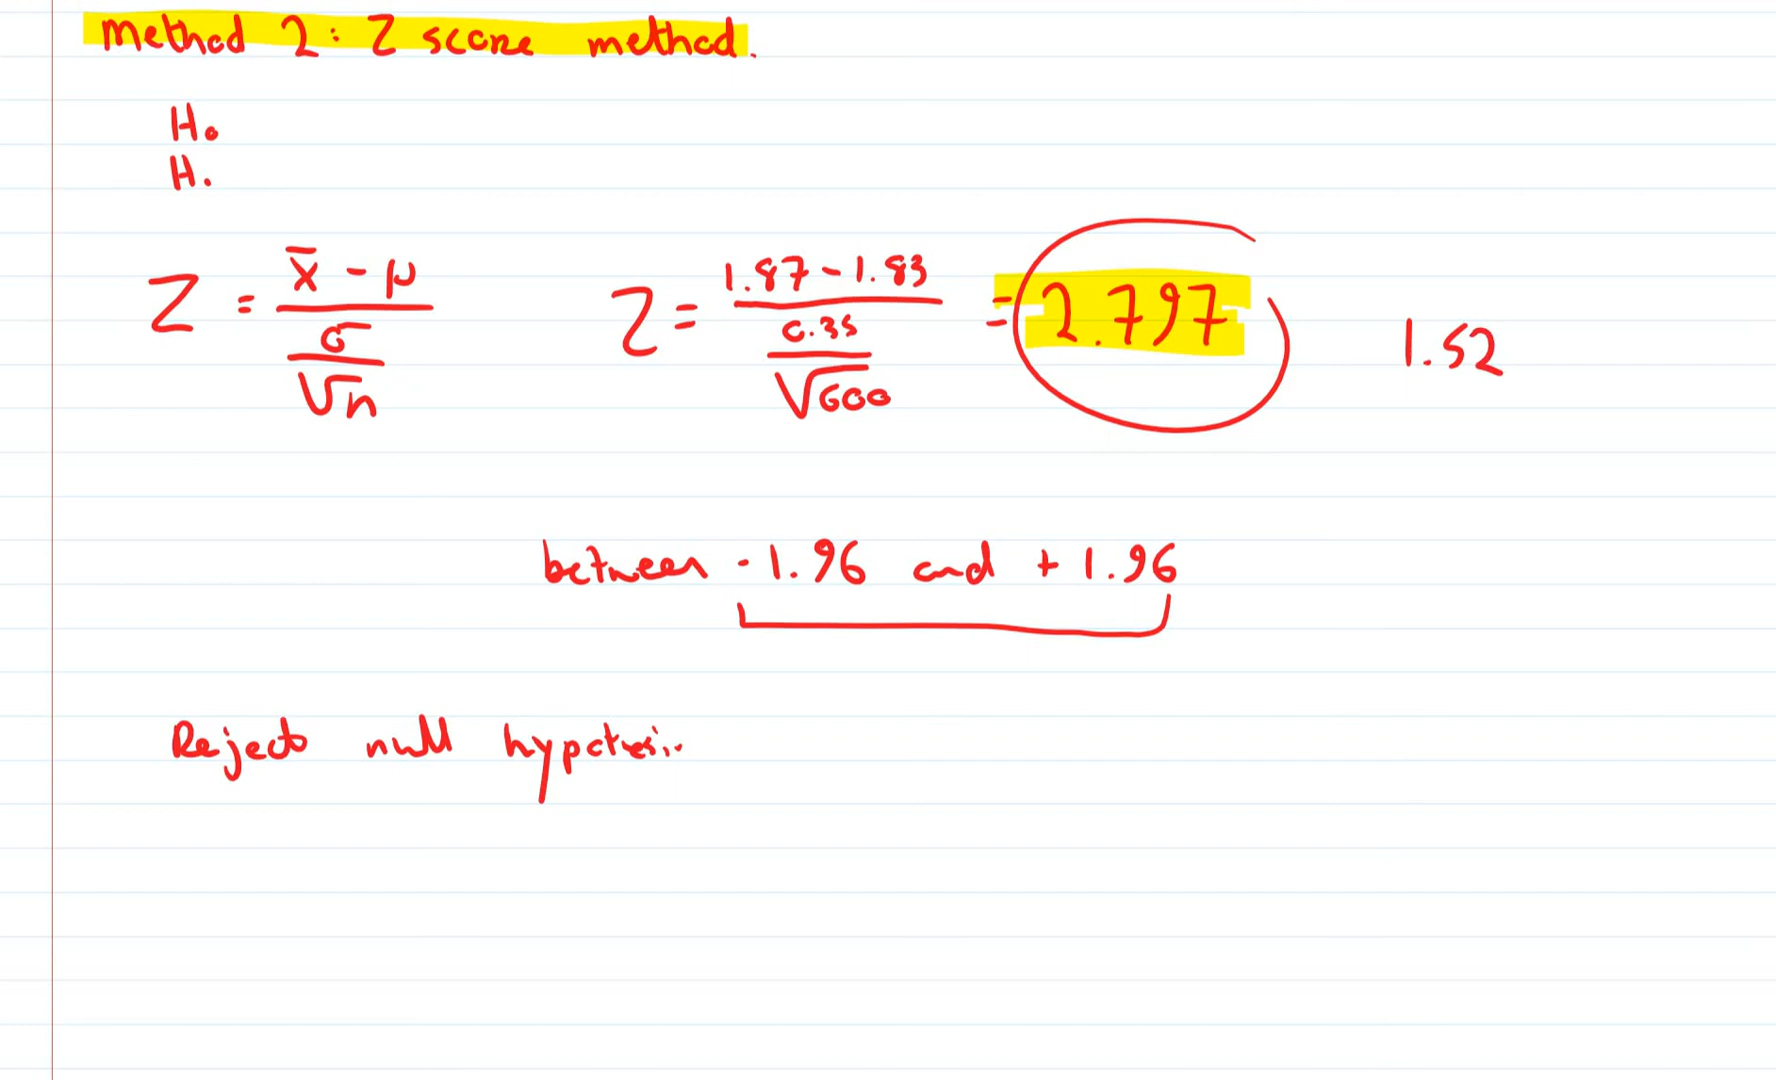 Method 2: Z score method.
H₀
H₁
Z = (x̄ - μ) / (σ / √n)    Z = (1.87 - 1.83) / (0.35 / √600) = 2.797    1.52
between -1.96 and +1.96
Reject null hypothesis